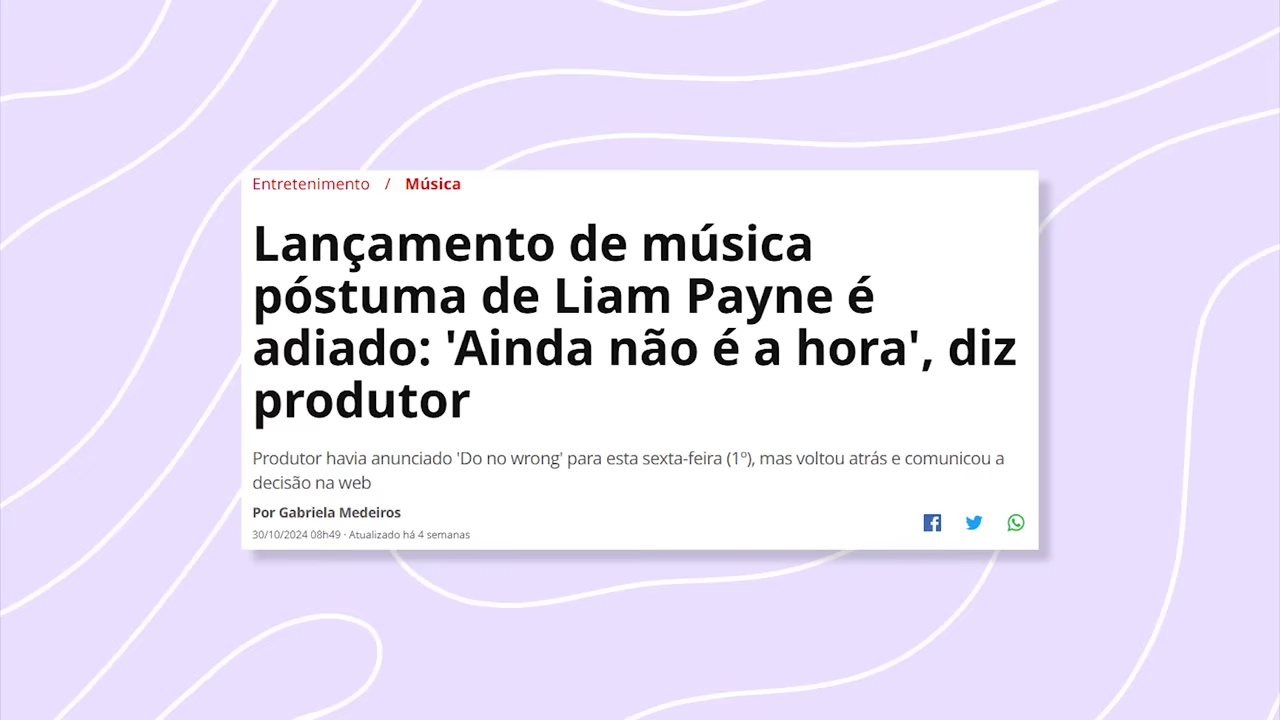 Entretenimento / Música
Lançamento de música
póstuma de Liam Payne é
adiado: 'Ainda não é a hora', diz
produtor
Produtor havia anunciado 'Do no wrong' para esta sexta-feira (1º), mas voltou atrás e comunicou a
decisão na web
Por Gabriela Medeiros
30/10/2024 08h49 · Atualizado há 4 semanas